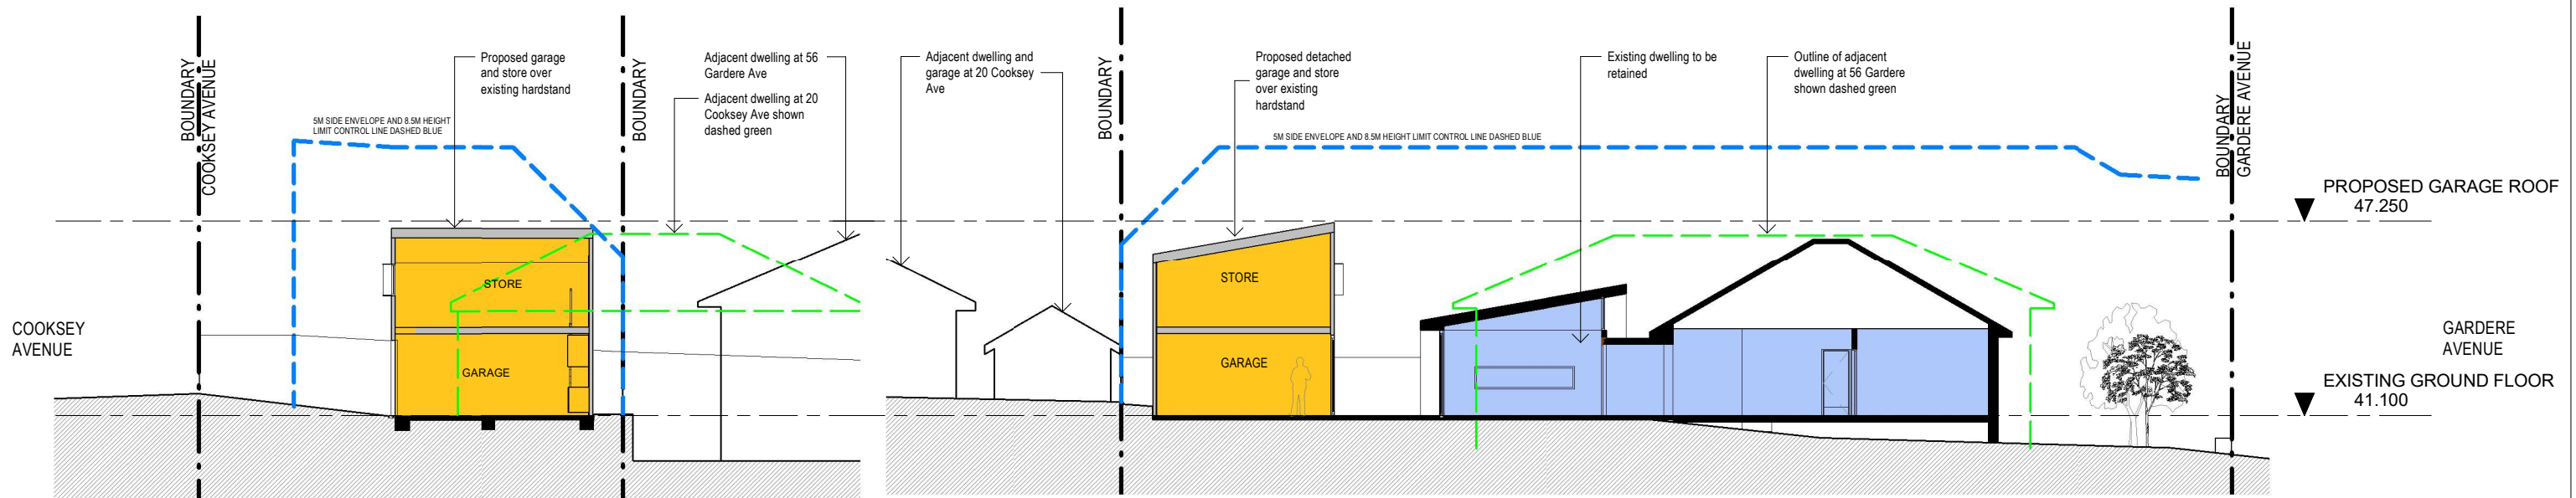 BOUNDARY
COOKSEY AVENUE
Proposed garage
and store over
existing hardstand
5M SIDE ENVELOPE AND 8.5M HEIGHT
LIMIT CONTROL LINE DASHED BLUE
BOUNDARY
Adjacent dwelling at 56
Gardere Ave
Adjacent dwelling at 20
Cooksey Ave shown
dashed green
Adjacent dwelling and
garage at 20 Cooksey
Ave
BOUNDARY
Proposed detached
garage and store
over existing
hardstand
5M SIDE ENVELOPE AND 8.5M HEIGHT LIMIT CONTROL LINE DASHED BLUE
Existing dwelling to be
retained
Outline of adjacent
dwelling at 56 Gardere
shown dashed green
BOUNDARY
GARDERE AVENUE
PROPOSED GARAGE ROOF
47.250
STORE
STORE
COOKSEY
AVENUE
GARAGE
GARAGE
GARDERE
AVENUE
EXISTING GROUND FLOOR
41.100